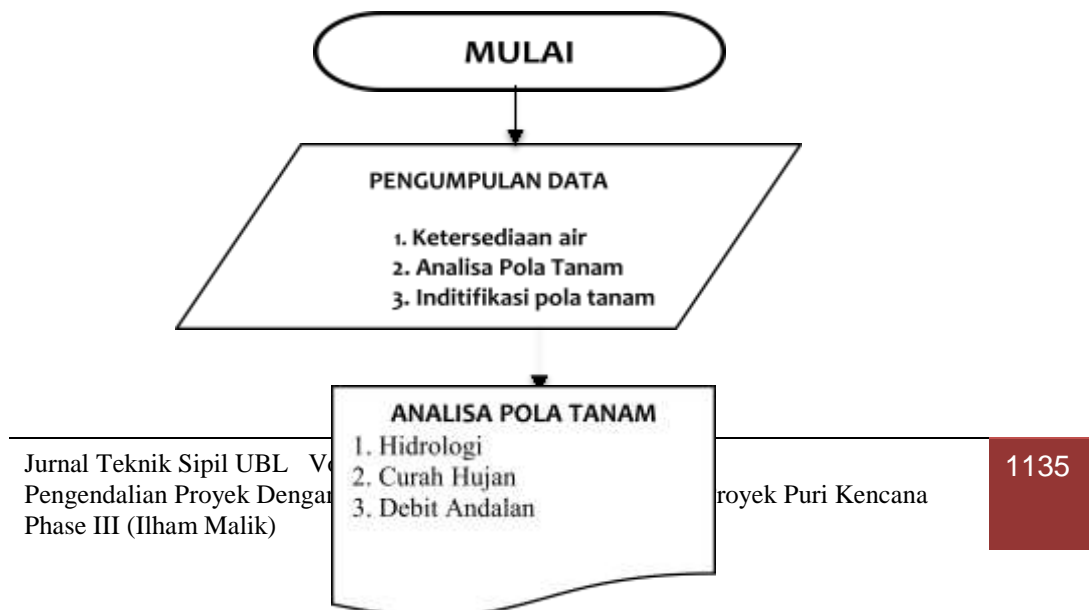 MULAI
PENGUMPULAN DATA
1. Ketersediaan air
2. Analisa Pola Tanam
3. Inditifikasi pola tanam
ANALISA POLA TANAM
1. Hidrologi
2. Curah Hujan
3. Debit Andalan
Jurnal Teknik Sipil UBL
Pengendalian Proyek royek Puri Kencana
Phase III (Ilham Malik)
1135